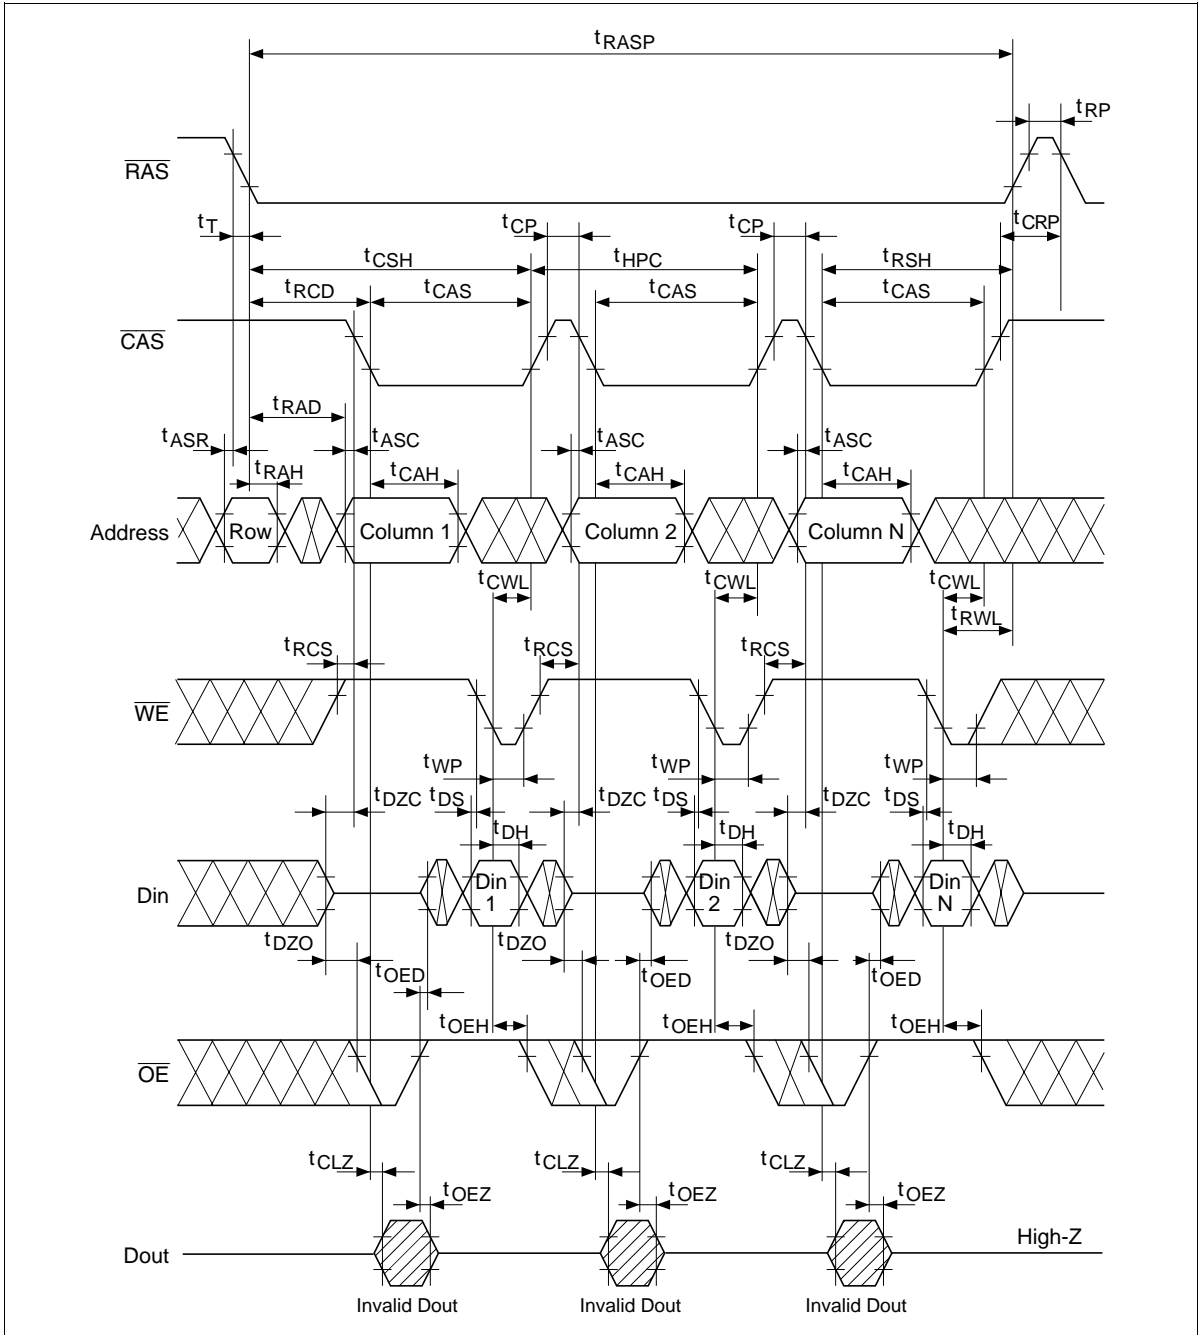 tRASP
tRP
RAS
tT
tCP
tCP
tCRP
tCSH
tHPC
tRSH
tRCD
tCAS
tCAS
tCAS
CAS
tRAD
tASR
tASC
tASC
tASC
tRAH
tCAH
tCAH
tCAH
Address
Row
Column 1
Column 2
Column N
tCWL
tCWL
tCWL
tRWL
tRCS
tRCS
tRCS
WE
tWP
tWP
tWP
tDZC
tDS
tDZC
tDS
tDZC
tDS
tDH
tDH
tDH
Din
Din
1
Din
2
Din
N
tDZO
tDZO
tDZO
tOED
tOED
tOED
tOEH
tOEH
tOEH
OE
tCLZ
tCLZ
tCLZ
tOEZ
tOEZ
tOEZ
Dout
High-Z
Invalid Dout
Invalid Dout
Invalid Dout